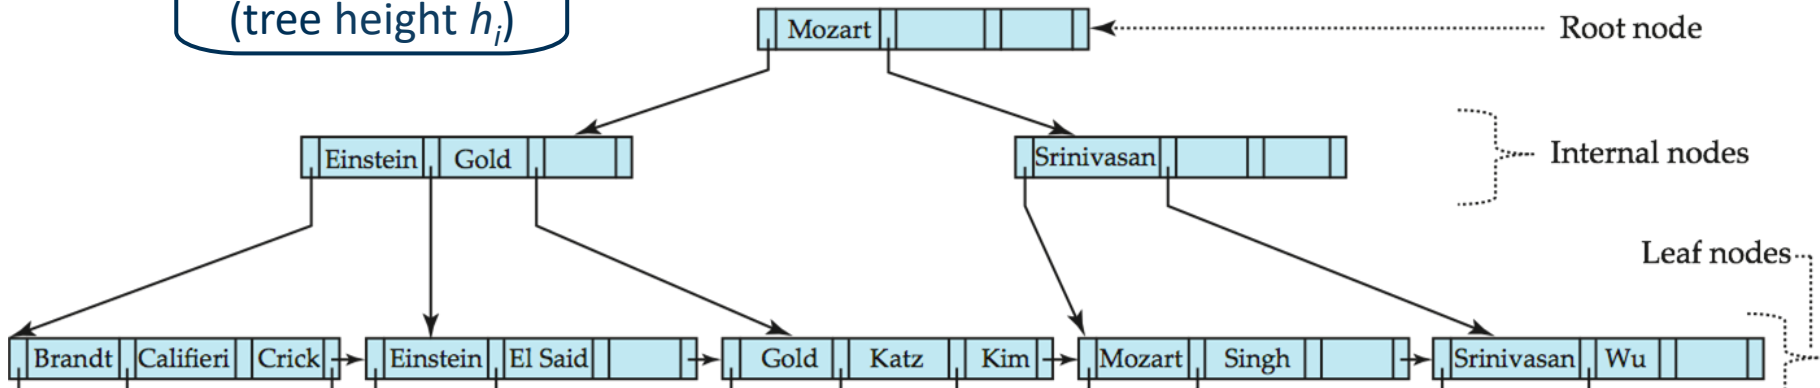 (tree height hᵢ)
Mozart
Root node
Einstein Gold
Srinivasan
Internal nodes
Leaf nodes
Brandt Califieri Crick Einstein El Said Gold Katz Kim Mozart Singh Srinivasan Wu